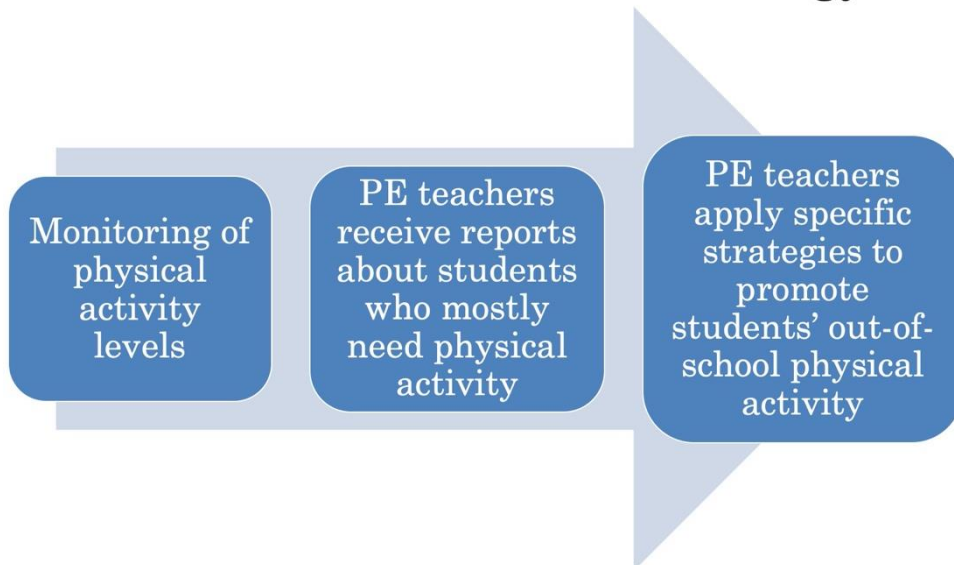 Monitoring of
physical
activity
levels
PE teachers
receive reports
about students
who mostly
need physical
activity
PE teachers
apply specific
strategies to
promote
students’ out-of-
school physical
activity